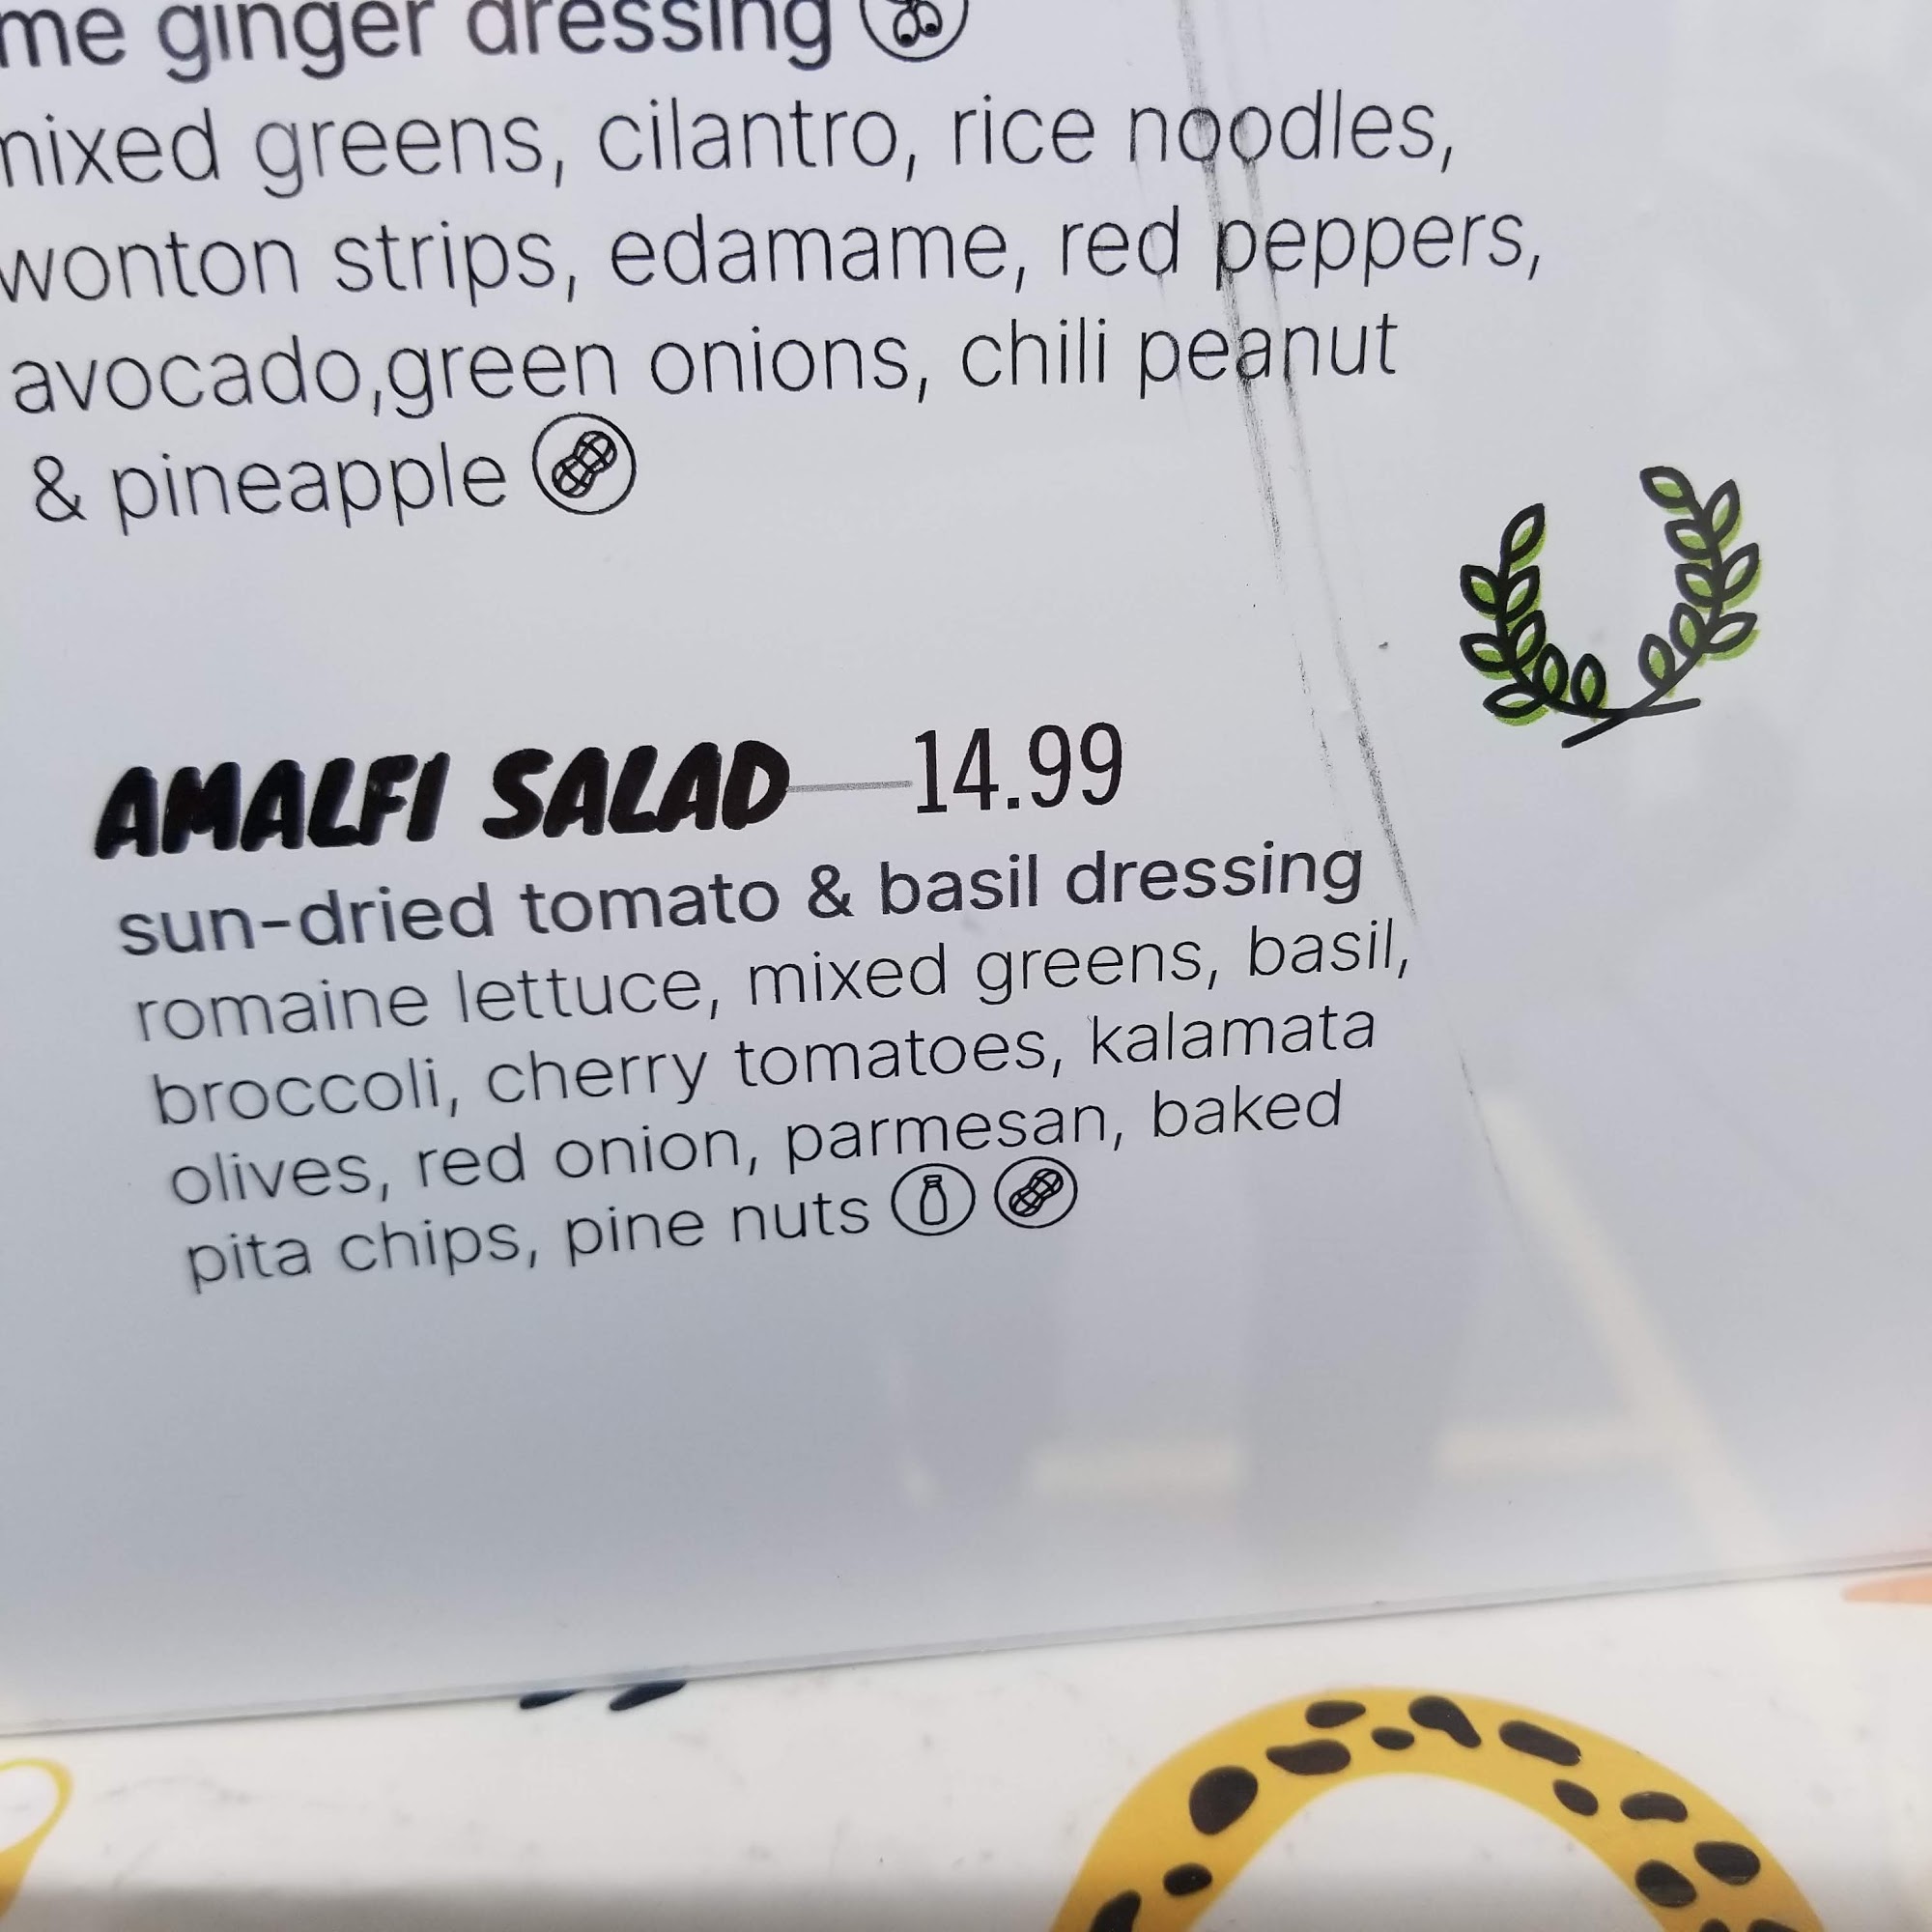 me ginger dressing
mixed greens, cilantro, rice noodles,
wonton strips, edamame, red peppers,
avocado,green onions, chili peanut
& pineapple
AMALFI SALAD—14.99
sun-dried tomato & basil dressing
romaine lettuce, mixed greens, basil,
broccoli, cherry tomatoes, kalamata
olives, red onion, parmesan, baked
pita chips, pine nuts